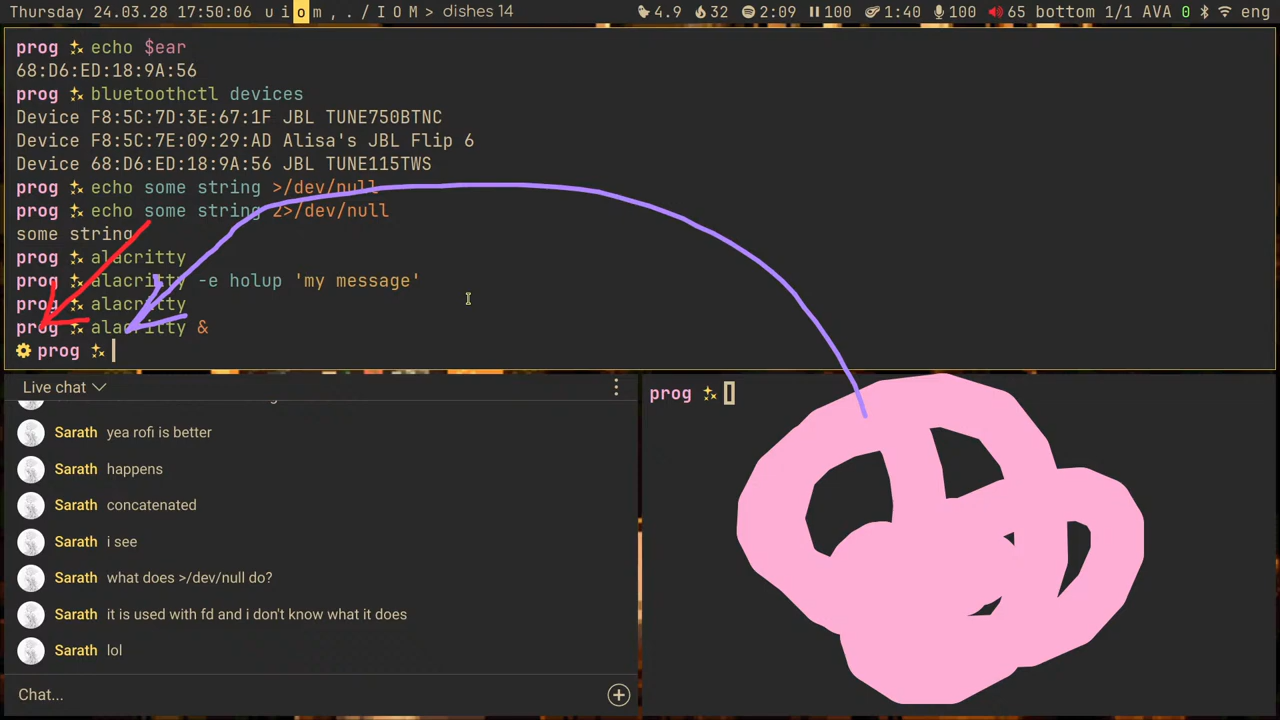 Thursday 24.03.28 17:50:06 u i o m , . / I O M > dishes 14 4.9 32 2:09 100 1:40 100 65 bottom 1/1 AVA 0 eng
prog echo $ear
68:D6:ED:18:9A:56
prog bluetoothctl devices
Device F8:5C:7D:3E:67:1F JBL TUNE750BTNC
Device F8:5C:7E:09:29:AD Alisa's JBL Flip 6
Device 68:D6:ED:18:9A:56 JBL TUNE115TWS
prog echo some string >/dev/null
prog echo some string 2>/dev/null
some string
prog alacritty
prog alacritty -e holup 'my message'
prog alacritty
prog alacritty &
prog
Live chat
Sarath yea rofi is better
Sarath happens
Sarath concatenated
Sarath i see
Sarath what does >/dev/null do?
Sarath it is used with fd and i don't know what it does
Sarath lol
Chat...
prog